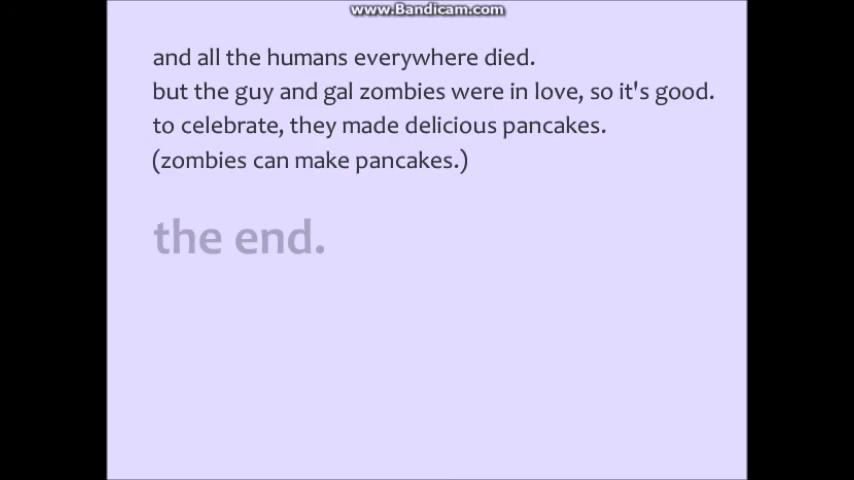 www.Bandicam.com
and all the humans everywhere died.
but the guy and gal zombies were in love, so it's good.
to celebrate, they made delicious pancakes.
(zombies can make pancakes.)
the end.